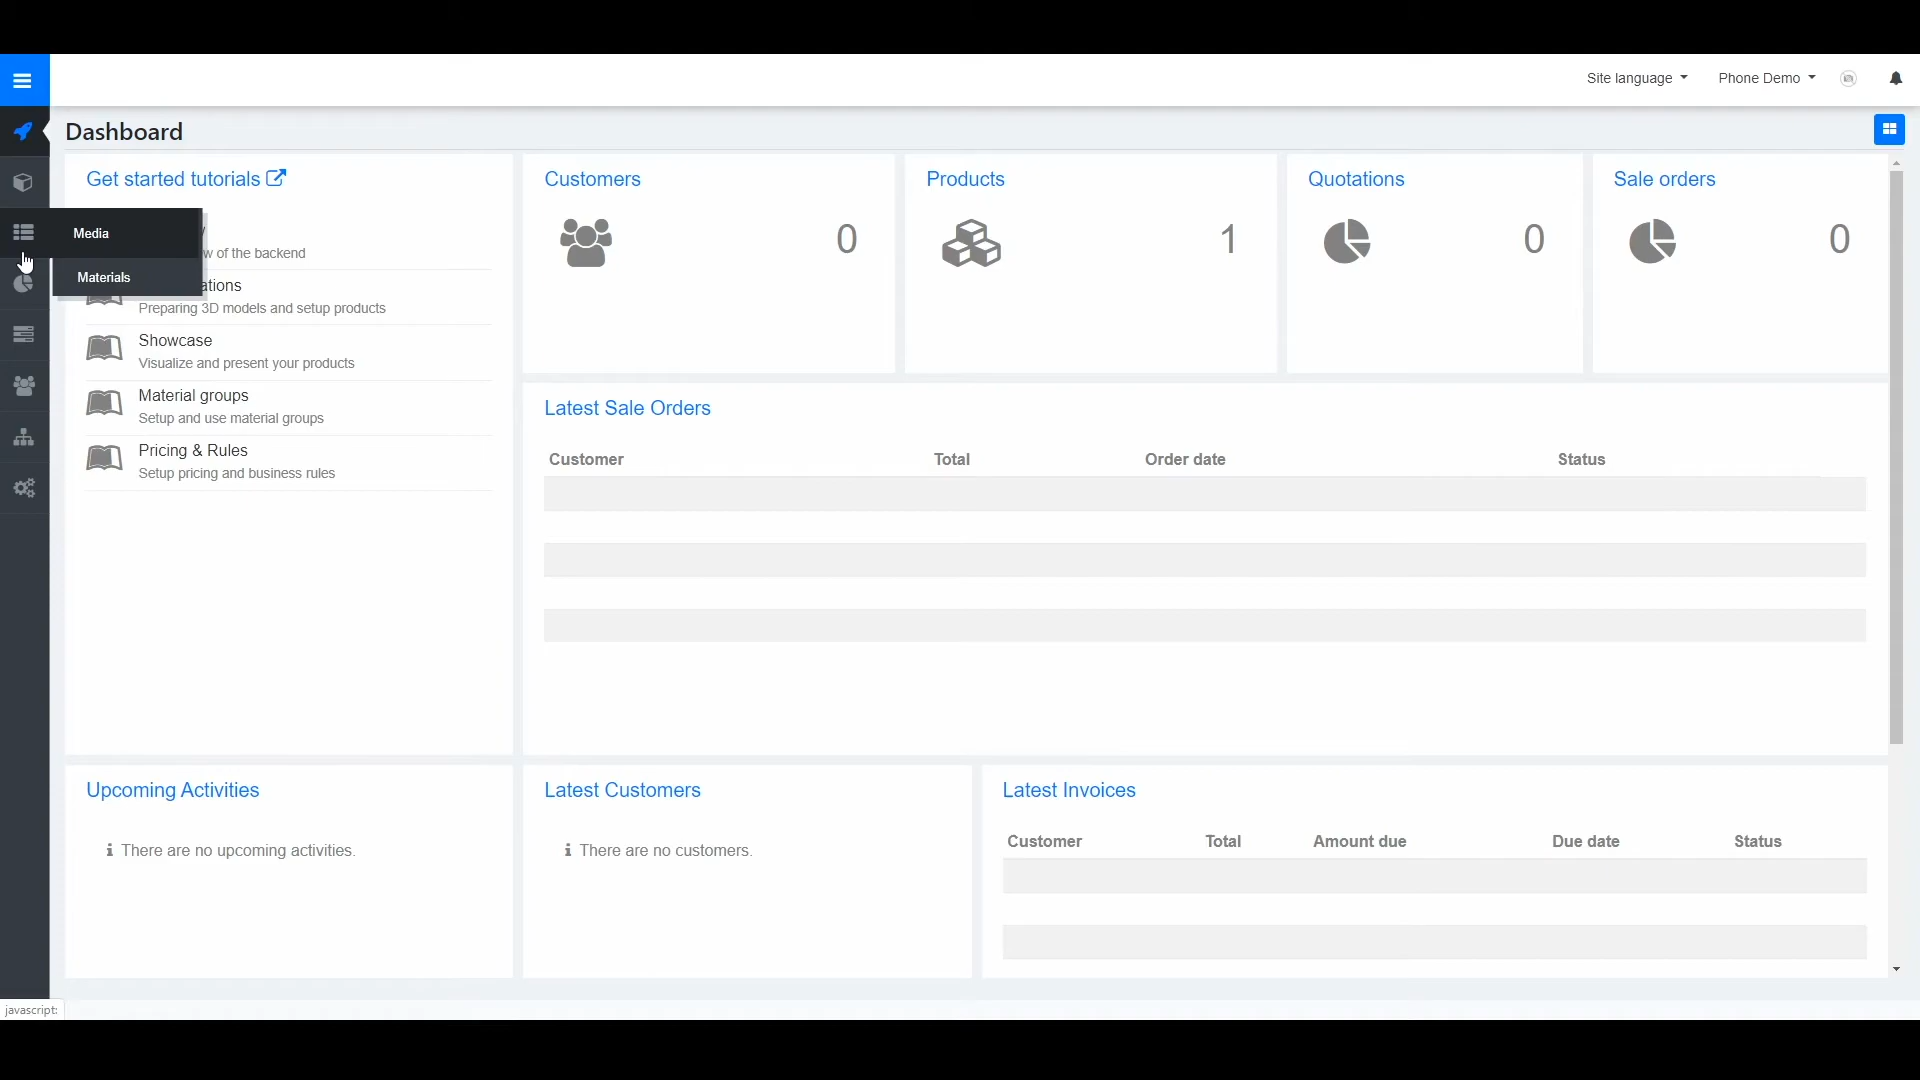 Site language
Phone Demo
Dashboard
Get started tutorials
Customers
Products
Quotations
Sale orders
Media
of the backend
Materials
Preparing 3D models and setup products
0
1
0
0
Showcase
Visualize and present your products
Material groups
Setup and use material groups
Pricing & Rules
Setup pricing and business rules
Latest Sale Orders
Customer Total Order date Status
Upcoming Activities
There are no upcoming activities.
Latest Customers
There are no customers.
Latest Invoices
Customer Total Amount due Due date Status
javascript: